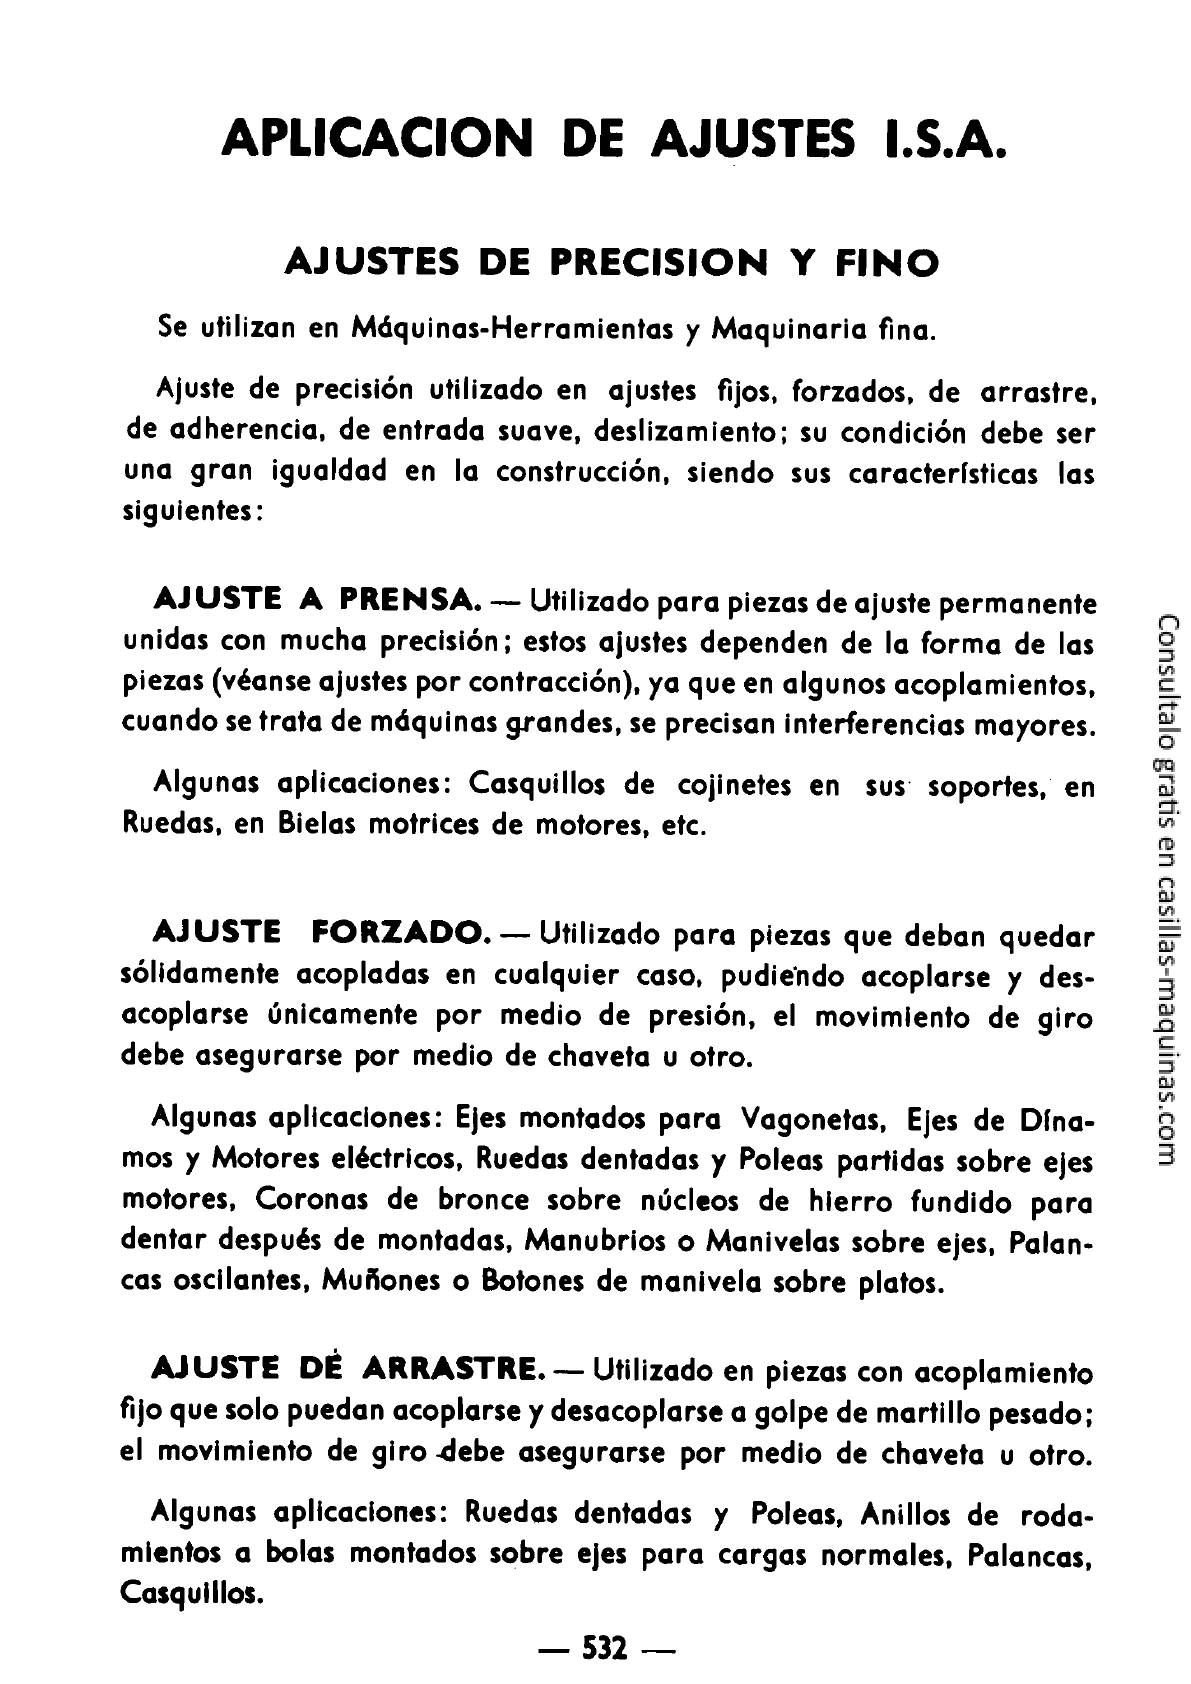 APLICACION DE AJUSTES I.S.A.
AJUSTES DE PRECISION Y FINO
Se utilizan en Máquinas-Herramientas y Maquinaria fina.
Ajuste de precisión utilizado en ajustes fijos, forzados, de arrastre,
de adherencia, de entrada suave, deslizamiento; su condición debe ser
una gran igualdad en la construcción, siendo sus características las
siguientes:
AJUSTE A PRENSA. — Utilizado para piezas de ajuste permanente
unidas con mucha precisión; estos ajustes dependen de la forma de las
piezas (véanse ajustes por contracción), ya que en algunos acoplamientos,
cuando se trata de máquinas grandes, se precisan interferencias mayores.
Algunas aplicaciones: Casquillos de cojinetes en sus soportes, en
Ruedas, en Bielas motrices de motores, etc.
AJUSTE FORZADO. — Utilizado para piezas que deban quedar
sólidamente acopladas en cualquier caso, pudiendo acoplarse y des-
acoplarse únicamente por medio de presión, el movimiento de giro
debe asegurarse por medio de chaveta u otro.
Algunas aplicaciones: Ejes montados para Vagonetas, Ejes de Dína-
mos y Motores eléctricos, Ruedas dentadas y Poleas partidas sobre ejes
motores, Coronas de bronce sobre núcleos de hierro fundido para
dentar después de montadas, Manubrios o Manivelas sobre ejes, Palan-
cas oscilantes, Muñones o Botones de manivela sobre platos.
AJUSTE DE ARRASTRE. — Utilizado en piezas con acoplamiento
fijo que solo puedan acoplarse y desacoplarse a golpe de martillo pesado;
el movimiento de giro debe asegurarse por medio de chaveta u otro.
Algunas aplicaciones: Ruedas dentadas y Poleas, Anillos de roda-
mientos a bolas montados sobre ejes para cargas normales, Palancas,
Casquillos.
— 532 —
Consultalo gratis en casillas-maquinas.com